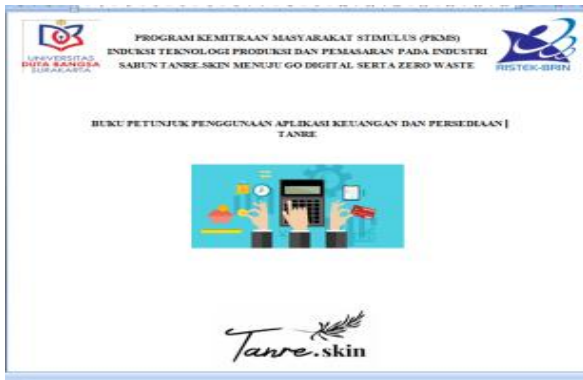 UNIVERSITAS
DUTA BANGSA
SURAKARTA
PROGRAM KEMITRAAN MASYARAKAT STIMULUS (PKMS)
INDUKSI TEKNOLOGI PRODUKSI DAN PEMASARAN PADA INDUSTRI
SABUN TANRE.SKIN MENUJU GO DIGITAL SERTA ZERO WASTE
RISTEK-BRIN
BUKU PETUNJUK PENGGUNAAN APLIKASI KEUANGAN DAN PERSEDIAAN
TANRE
Tanre.skin